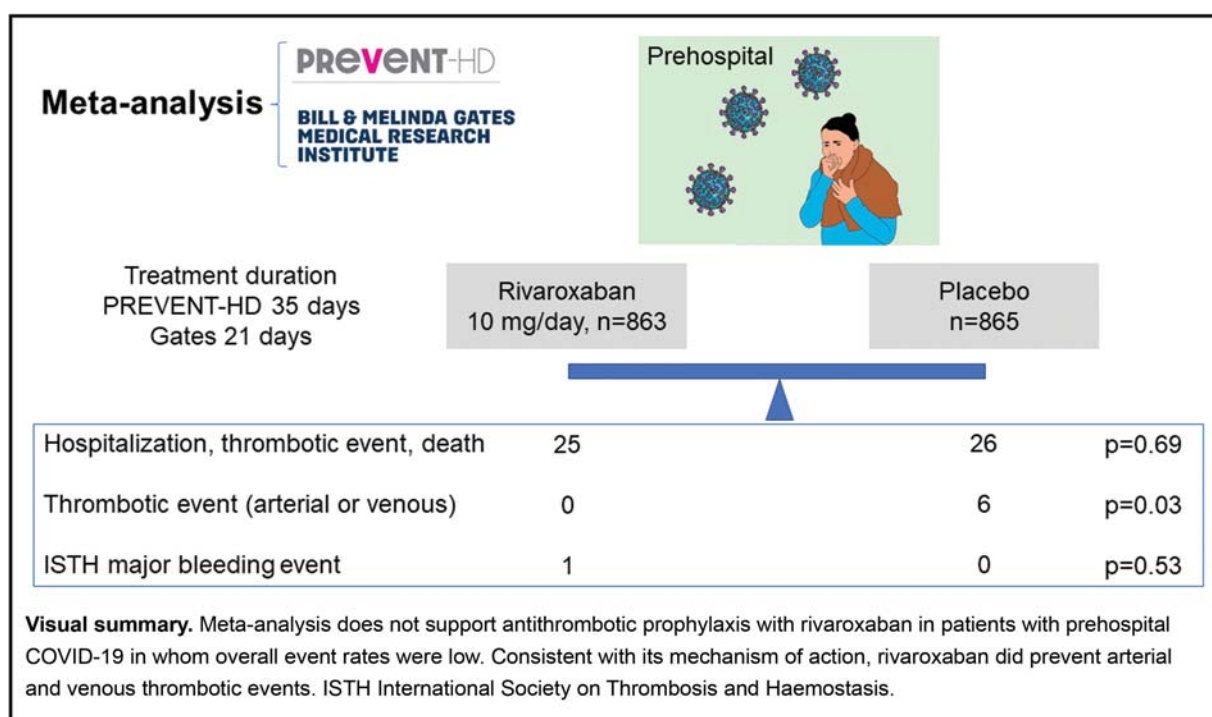 Meta-analysis
PREVENT-HD
BILL & MELINDA GATES
MEDICAL RESEARCH
INSTITUTE
Prehospital
Treatment duration
PREVENT-HD 35 days
Gates 21 days
Rivaroxaban
10 mg/day, n=863
Placebo
n=865
Hospitalization, thrombotic event, death 25 26 p=0.69
Thrombotic event (arterial or venous) 0 6 p=0.03
ISTH major bleeding event 1 0 p=0.53
Visual summary. Meta-analysis does not support antithrombotic prophylaxis with rivaroxaban in patients with prehospital
COVID-19 in whom overall event rates were low. Consistent with its mechanism of action, rivaroxaban did prevent arterial
and venous thrombotic events. ISTH International Society on Thrombosis and Haemostasis.